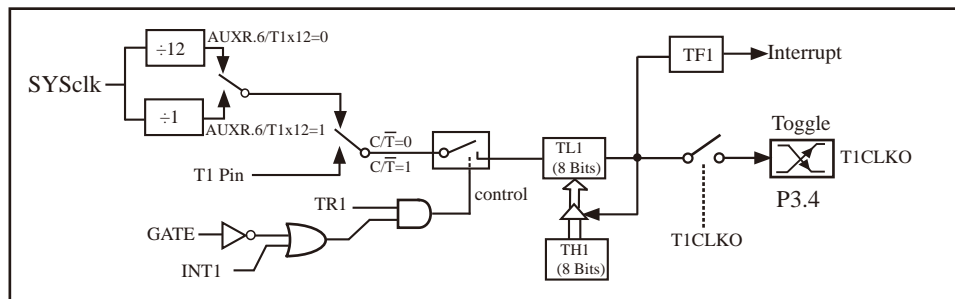 AUXR.6/T1x12=0
÷12
SYSclk
÷1
AUXR.6/T1x12=1
C/T̅=0
C/T̅=1
T1 Pin
TR1
GATE
INT1
control
TL1
(8 Bits)
TH1
(8 Bits)
TF1
Interrupt
Toggle
T1CLKO
P3.4
T1CLKO